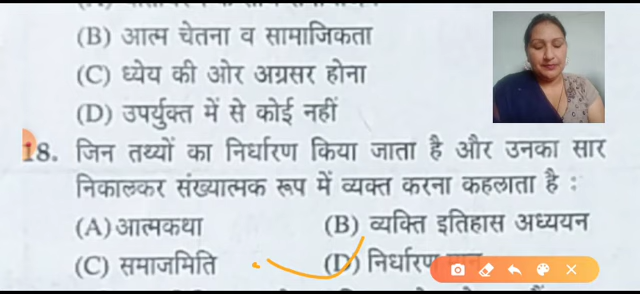 (B) आत्म चेतना व सामाजिकता
(C) ध्येय की ओर अग्रसर होना
(D) उपर्युक्त में से कोई नहीं
18. जिन तथ्यों का निर्धारण किया जाता है और उनका सार
निकालकर संख्यात्मक रूप में व्यक्त करना कहलाता है :
(A) आत्मकथा (B) व्यक्ति इतिहास अध्ययन
(C) समाजमिति (D) निर्धारण